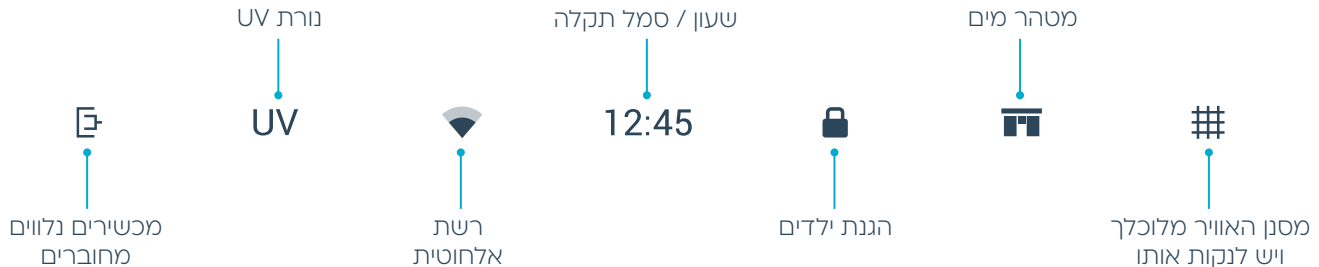 מטהר מים
שעון / סמל תקלה
נורת UV
12:45
UV
מסנן האוויר מלוכלך
ויש לנקות אותו
הגנת ילדים
רשת
אלחוטית
מכשירים נלווים
מחוברים